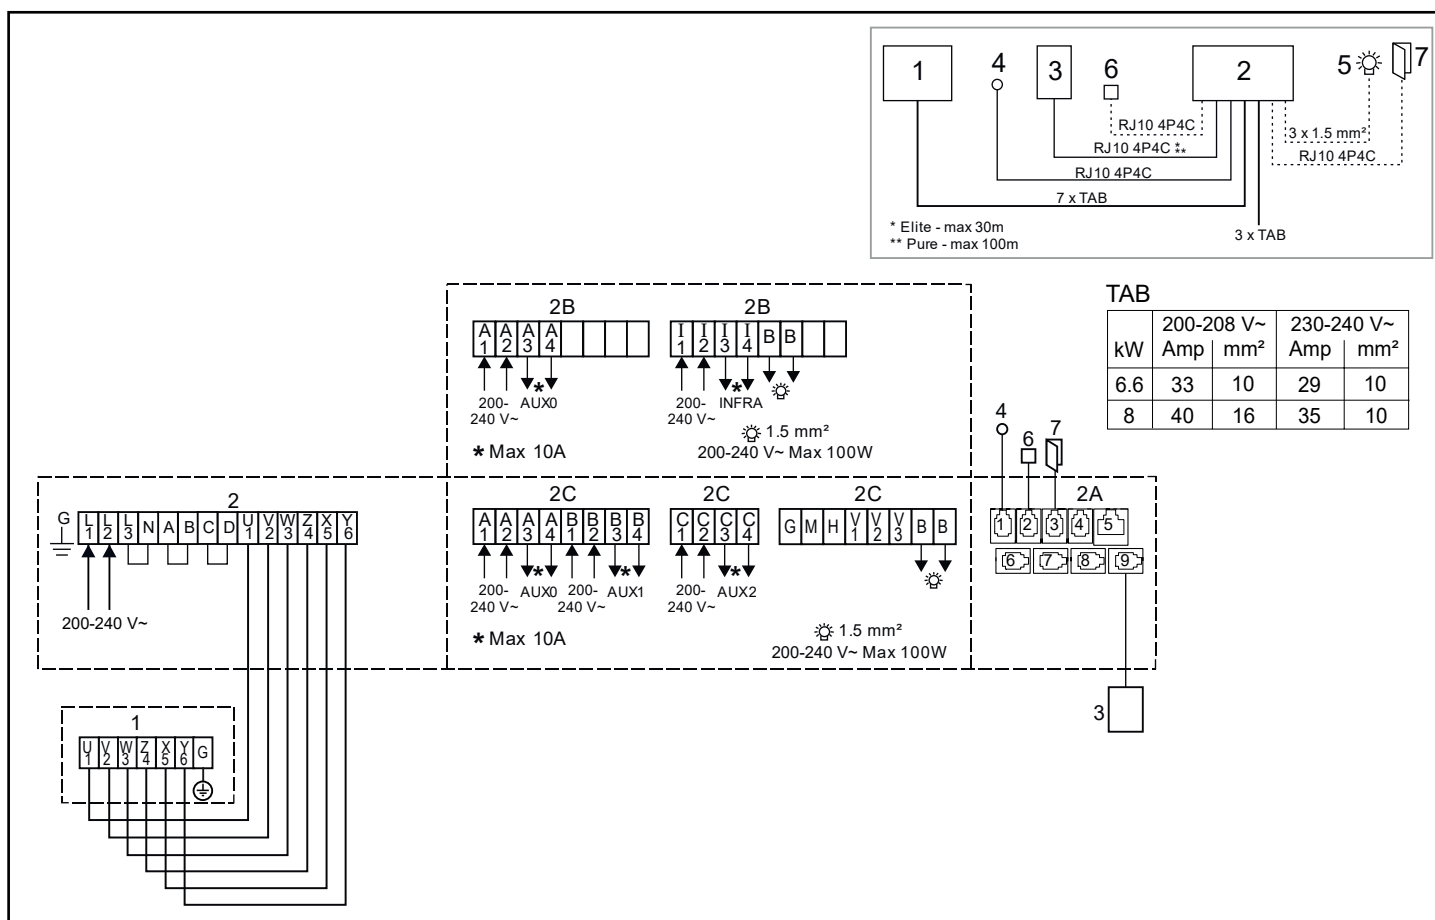 1
4
3
6
2
5
7
RJ10 4P4C
3 x 1.5 mm²
RJ10 4P4C * **
RJ10 4P4C
RJ10 4P4C
7 x TAB
* Elite - max 30m
** Pure - max 100m
3 x TAB
TAB
200-208 V~ 230-240 V~
kW Amp mm² Amp mm²
6.6 33 10 29 10
8 40 16 35 10
2B
A1 A2 A3 A4
200-240 V~
* AUX0
* Max 10A
2B
I1 I2 I3 I4 B B
200-240 V~
* INFRA
1.5 mm²
200-240 V~ Max 100W
2
G L1 L2 L3 N A B C D U1 V2 W3 Z4 X5 Y6
200-240 V~
2C
A1 A2 A3 A4 B1 B2 B3 B4
200-240 V~
* AUX0
200-240 V~
* AUX1
* Max 10A
2C
C1 C2 C3 C4
200-240 V~
* AUX2
2C
G M H V1 V2 V3 B B
1.5 mm²
200-240 V~ Max 100W
4
6
7
2A
1 2 3 4 5
6 7 8 9
3
1
U1 V2 W3 Z4 X5 Y6 G